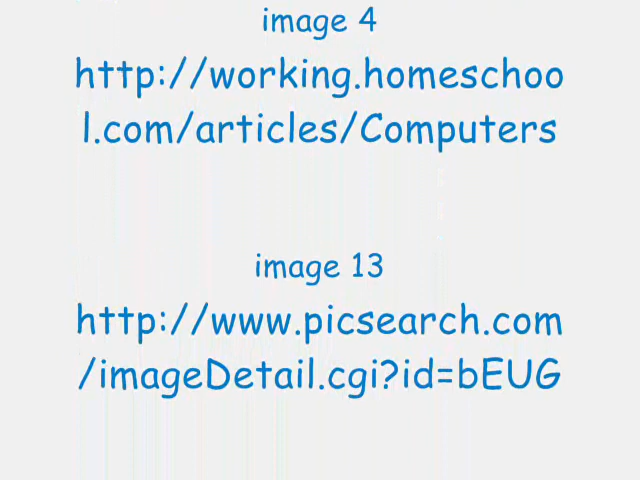 image 4
http://working.homeschoo
l.com/articles/Computers
image 13
http://www.picsearch.com
/imageDetail.cgi?id=bEUG